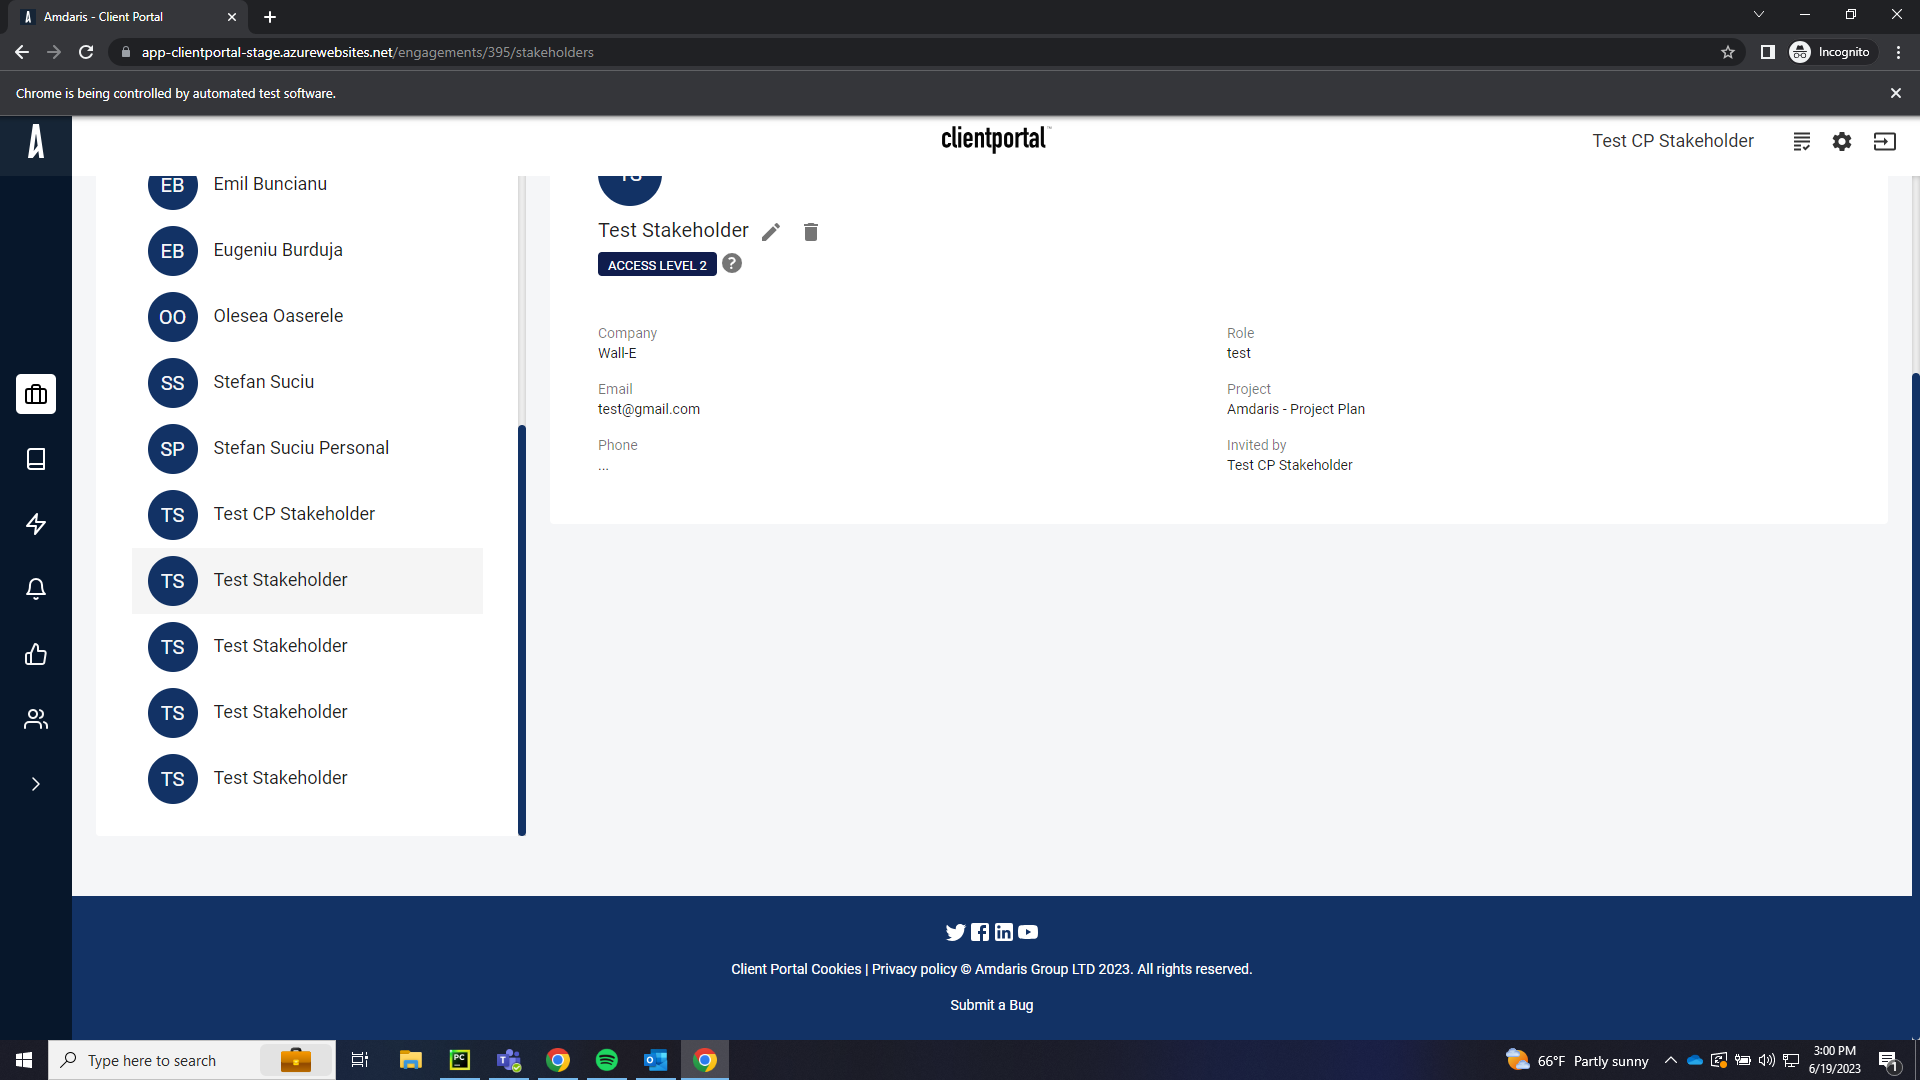 Amdaris - Client Portal
app-clientportal-stage.azurewebsites.net/engagements/395/stakeholders
Incognito
Chrome is being controlled by automated test software.
clientportal
Test CP Stakeholder
EB Emil Buncianu
EB Eugeniu Burduja
OO Olesea Oaserele
SS Stefan Suciu
SP Stefan Suciu Personal
TS Test CP Stakeholder
TS Test Stakeholder
TS Test Stakeholder
TS Test Stakeholder
TS Test Stakeholder
TS
Test Stakeholder
ACCESS LEVEL 2 ?
Company
Wall-E
Role
test
Email
test@gmail.com
Project
Amdaris - Project Plan
Phone
...
Invited by
Test CP Stakeholder
Client Portal Cookies | Privacy policy © Amdaris Group LTD 2023. All rights reserved.
Submit a Bug
Type here to search
66°F Partly sunny
3:00 PM
6/19/2023
1